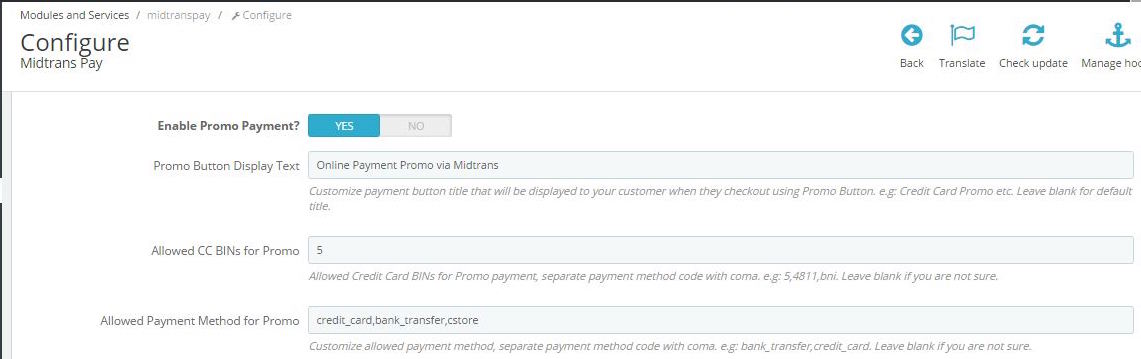 Modules and Services / midtranspay / Configure
Configure
Midtrans Pay
Back
Translate
Check update
Manage hoo
Enable Promo Payment? YES NO
Promo Button Display Text Online Payment Promo via Midtrans
Customize payment button title that will be displayed to your customer when they checkout using Promo Button. e.g: Credit Card Promo etc. Leave blank for default
title.
Allowed CC BINs for Promo 5
Allowed Credit Card BINs for Promo payment, separate payment method code with coma. e.g: 5,4811,bni. Leave blank if you are not sure.
Allowed Payment Method for Promo credit_card,bank_transfer,cstore
Customize allowed payment method, separate payment method code with coma. e.g: bank_transfer,credit_card. Leave blank if you are not sure.